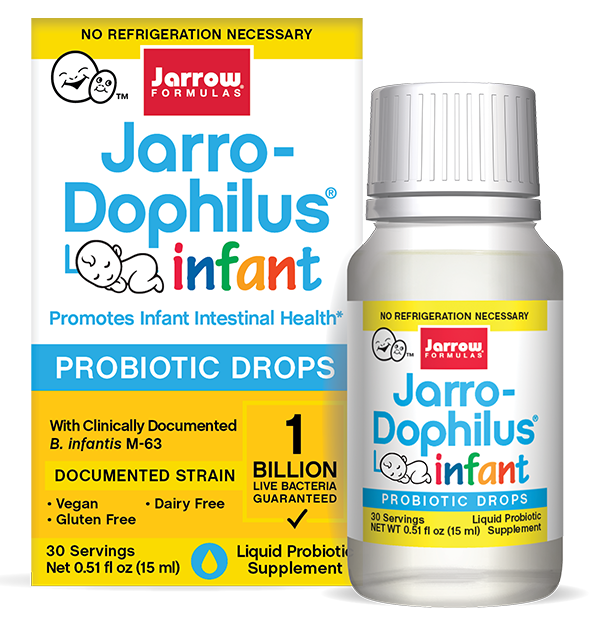 NO REFRIGERATION NECESSARY
TM
Jarrow
FORMULAS®
Jarro-
Dophilus®
infant
Promotes Infant Intestinal Health*
PROBIOTIC DROPS
With Clinically Documented
B. infantis M-63
DOCUMENTED STRAIN
• Vegan • Dairy Free
• Gluten Free
1
BILLION
LIVE BACTERIA
GUARANTEED
30 Servings
Net 0.51 fl oz (15 ml)
Liquid Probiotic
Supplement
NO REFRIGERATION NECESSARY
TM
Jarrow
FORMULAS®
Jarro-
Dophilus®
infant
PROBIOTIC DROPS
30 Servings
NET WT 0.51 fl oz (15 ml)
Liquid Probiotic
Supplement